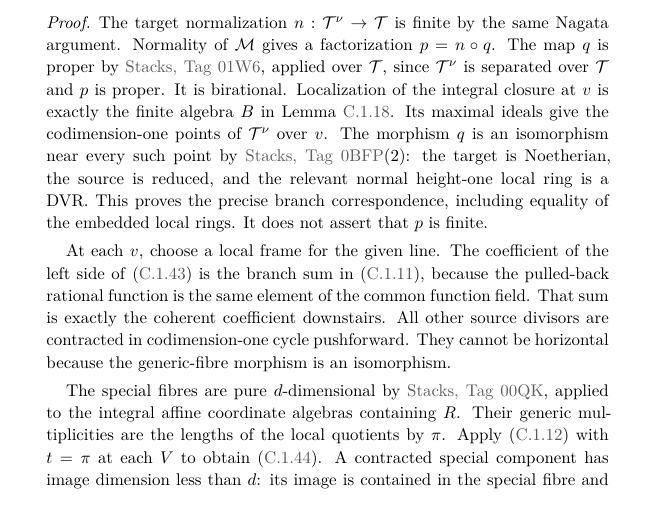 Proof. The target normalization n : 𝒯^ν → 𝒯 is finite by the same Nagata
argument. Normality of ℳ gives a factorization p = n ∘ q. The map q is
proper by Stacks, Tag 01W6, applied over 𝒯, since 𝒯^ν is separated over 𝒯
and p is proper. It is birational. Localization of the integral closure at v is
exactly the finite algebra B in Lemma C.1.18. Its maximal ideals give the
codimension-one points of 𝒯^ν over v. The morphism q is an isomorphism
near every such point by Stacks, Tag 0BFP(2): the target is Noetherian,
the source is reduced, and the relevant normal height-one local ring is a
DVR. This proves the precise branch correspondence, including equality of
the embedded local rings. It does not assert that p is finite.
At each v, choose a local frame for the given line. The coefficient of the
left side of (C.1.43) is the branch sum in (C.1.11), because the pulled-back
rational function is the same element of the common function field. That sum
is exactly the coherent coefficient downstairs. All other source divisors are
contracted in codimension-one cycle pushforward. They cannot be horizontal
because the generic-fibre morphism is an isomorphism.
The special fibres are pure d-dimensional by Stacks, Tag 00QK, applied
to the integral affine coordinate algebras containing R. Their generic mul-
tiplicities are the lengths of the local quotients by π. Apply (C.1.12) with
t = π at each V to obtain (C.1.44). A contracted special component has
image dimension less than d: its image is contained in the special fibre and